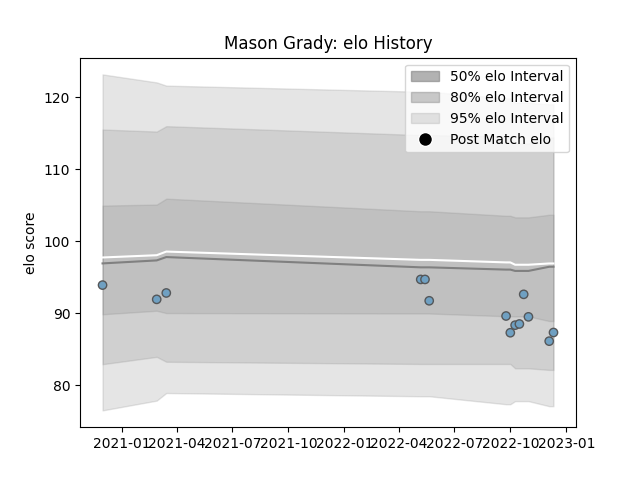 Mason Grady: elo History
50% elo Interval
80% elo Interval
95% elo Interval
Post Match elo
elo score
120
110
100
90
80
2021-01 2021-04 2021-07 2021-10 2022-01 2022-04 2022-07 2022-10 2023-01